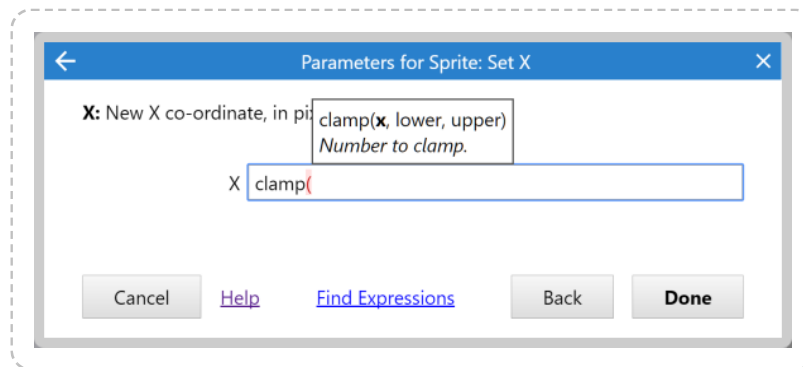 Parameters for Sprite: Set X
X: New X co-ordinate, in pi
clamp(x, lower, upper)
Number to clamp.
X clamp(
Cancel Help Find Expressions Back Done